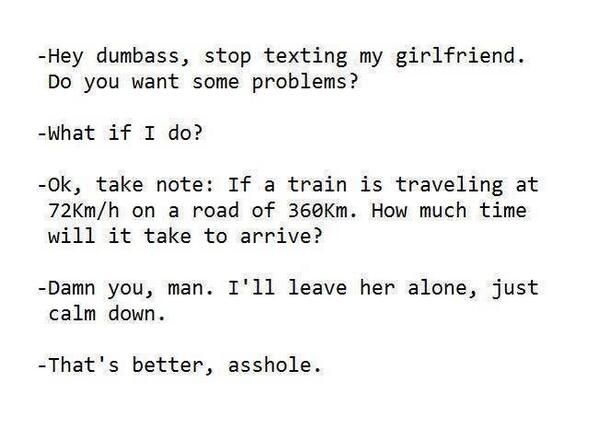 -Hey dumbass, stop texting my girlfriend.
Do you want some problems?
-What if I do?
-Ok, take note: If a train is traveling at
72Km/h on a road of 360Km. How much time
will it take to arrive?
-Damn you, man. I'll leave her alone, just
calm down.
-That's better, asshole.